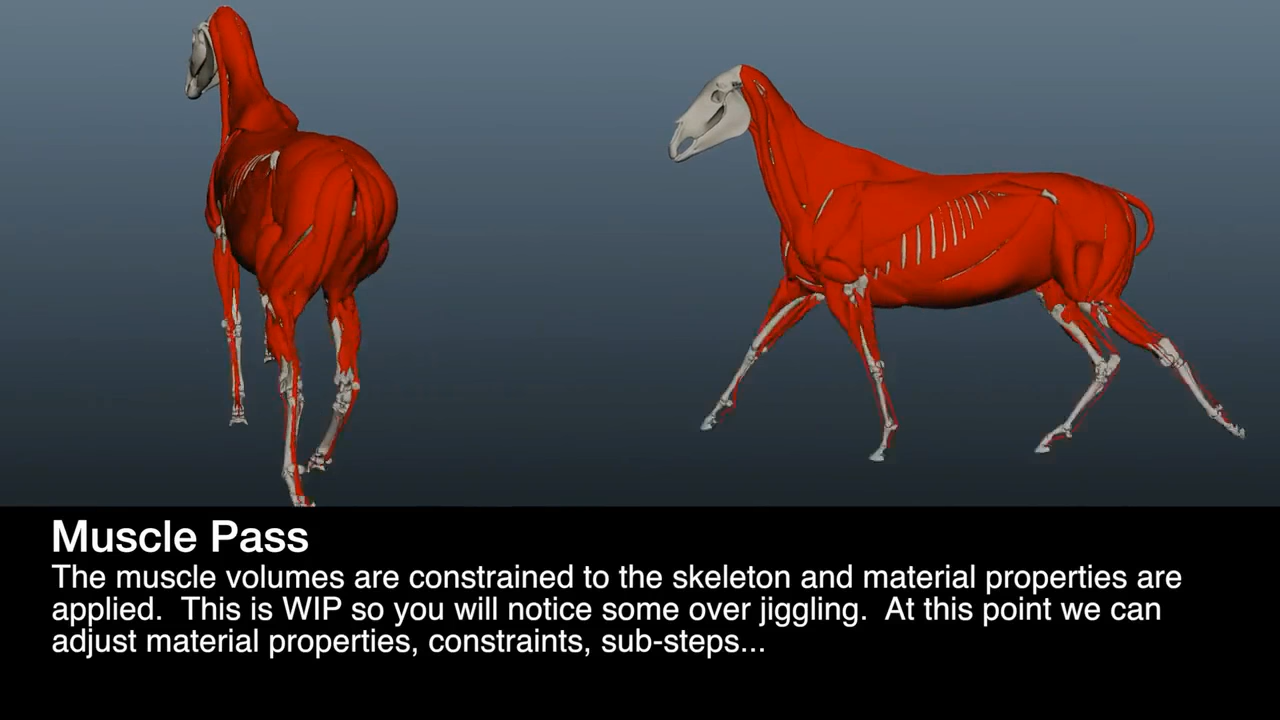 Muscle Pass
The muscle volumes are constrained to the skeleton and material properties are
applied.  This is WIP so you will notice some over jiggling.  At this point we can
adjust material properties, constraints, sub-steps...